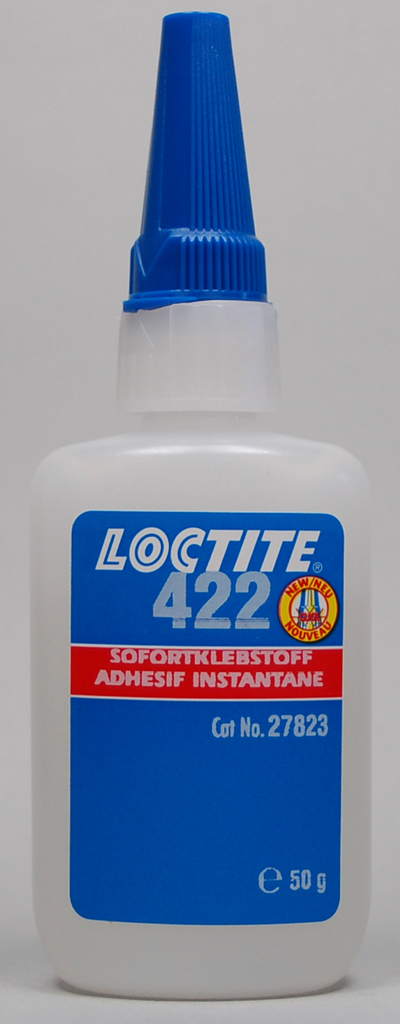 LOCTITE®
422
NEW/NEU
NOUVEAU
SOFORTKLEBSTOFF
ADHESIF INSTANTANE
Cat No. 27823
℮ 50 g